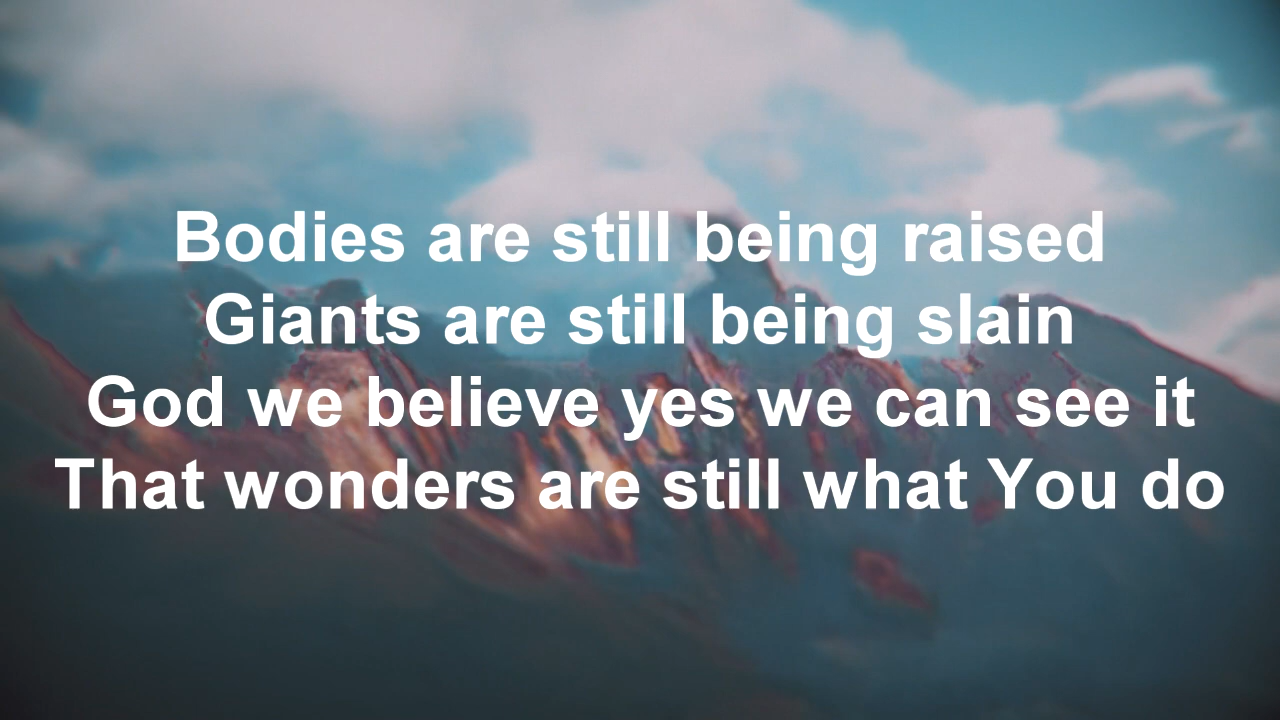 Bodies are still being raised
Giants are still being slain
God we believe yes we can see it
That wonders are still what You do